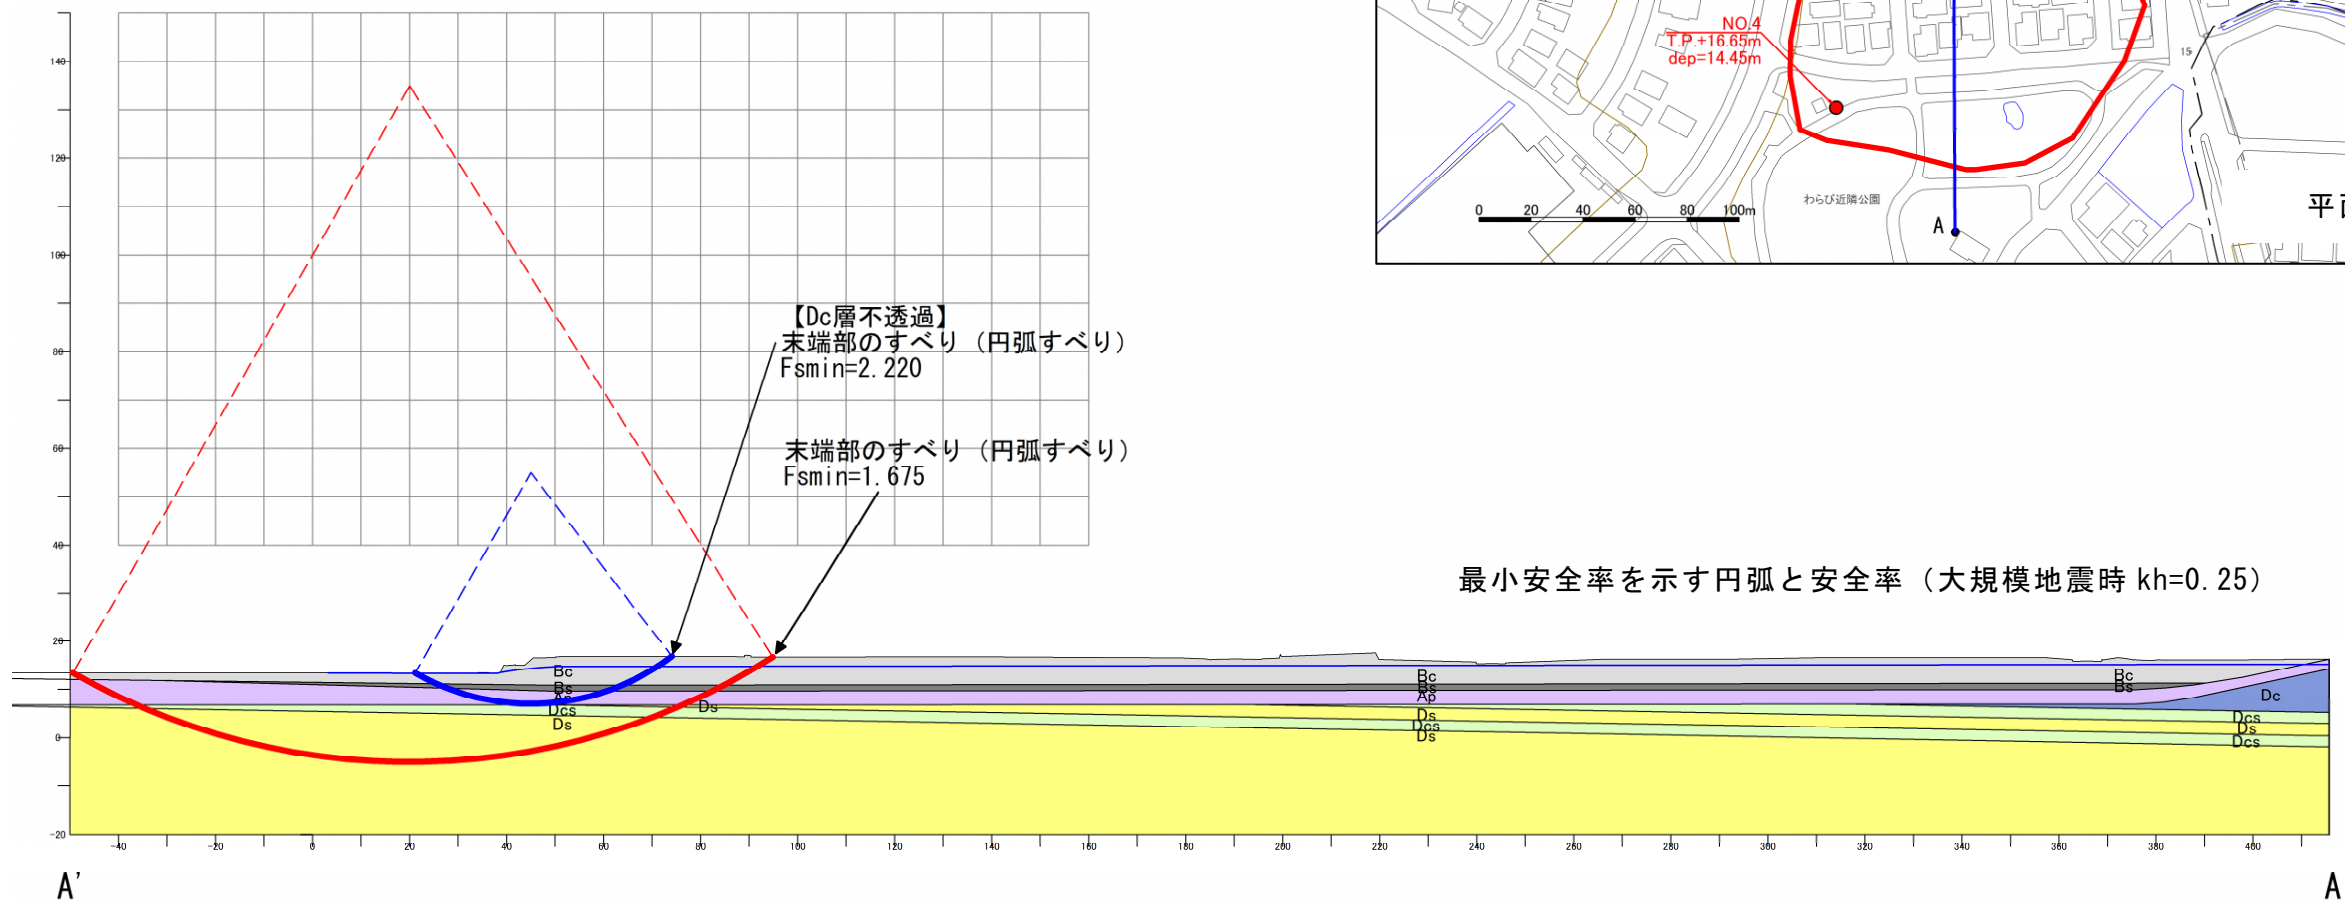 NO.4
T.P.+16.65m
dep=14.45m
15
わらび近隣公園
0 20 40 60 80 100m
A
140
120
100
80
60
40
20
0
-20
【Dc層不透過】
末端部のすべり（円弧すべり）
Fsmin=2.220
末端部のすべり（円弧すべり）
Fsmin=1.675
最小安全率を示す円弧と安全率（大規模地震時 kh=0.25）
Bc
Bs
Ap
Dcs
Ds
Ds
Bc
Bs
Ap
Ds
Dcs
Ds
Bc
Bs
Dc
Dcs
Ds
Dcs
-40 -20 0 20 40 60 80 100 120 140 160 180 200 220 240 260 280 300 320 340 360 380 400
A' A